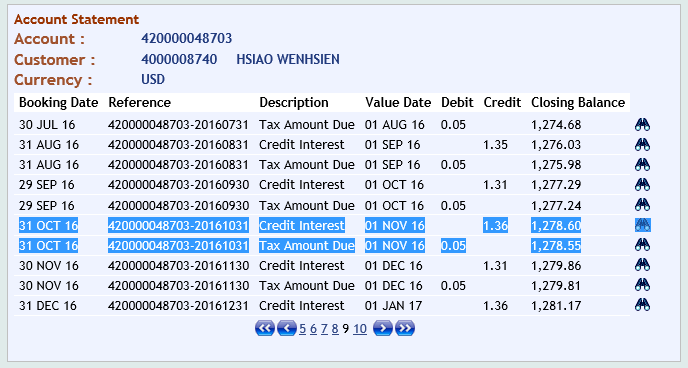 Account Statement
Account : 420000048703
Customer : 4000008740 HSIAO WENHSIEN
Currency : USD
Booking Date Reference Description Value Date Debit Credit Closing Balance
30 JUL 16 420000048703-20160731 Tax Amount Due 01 AUG 16 0.05 1,274.68
31 AUG 16 420000048703-20160831 Credit Interest 01 SEP 16 1.35 1,276.03
31 AUG 16 420000048703-20160831 Tax Amount Due 01 SEP 16 0.05 1,275.98
29 SEP 16 420000048703-20160930 Credit Interest 01 OCT 16 1.31 1,277.29
29 SEP 16 420000048703-20160930 Tax Amount Due 01 OCT 16 0.05 1,277.24
31 OCT 16 420000048703-20161031 Credit Interest 01 NOV 16 1.36 1,278.60
31 OCT 16 420000048703-20161031 Tax Amount Due 01 NOV 16 0.05 1,278.55
30 NOV 16 420000048703-20161130 Credit Interest 01 DEC 16 1.31 1,279.86
30 NOV 16 420000048703-20161130 Tax Amount Due 01 DEC 16 0.05 1,279.81
31 DEC 16 420000048703-20161231 Credit Interest 01 JAN 17 1.36 1,281.17
5 6 7 8 9 10